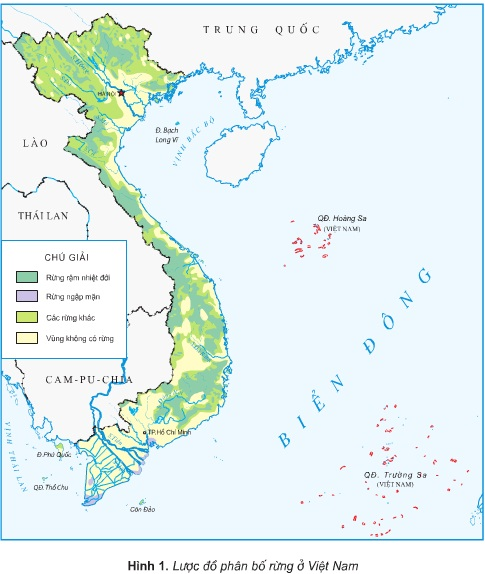 TRUNG QUỐC
HÀ NỘI
Đ. Bạch
Long Vĩ
VỊNH BẮC BỘ
LÀO
THÁI LAN
QĐ. Hoàng Sa
(VIỆT NAM)
CHÚ GIẢI
Rừng rậm nhiệt đới
Rừng ngập mặn
Các rừng khác
Vùng không có rừng
BIỂN ĐÔNG
CAM-PU-CHIA
TP.Hồ Chí Minh
VỊNH THÁI LAN
Đ.Phú Quốc
QĐ.Thổ Chu
Côn Đảo
QĐ. Trường Sa
(VIỆT NAM)
Hình 1. Lược đồ phân bố rừng ở Việt Nam